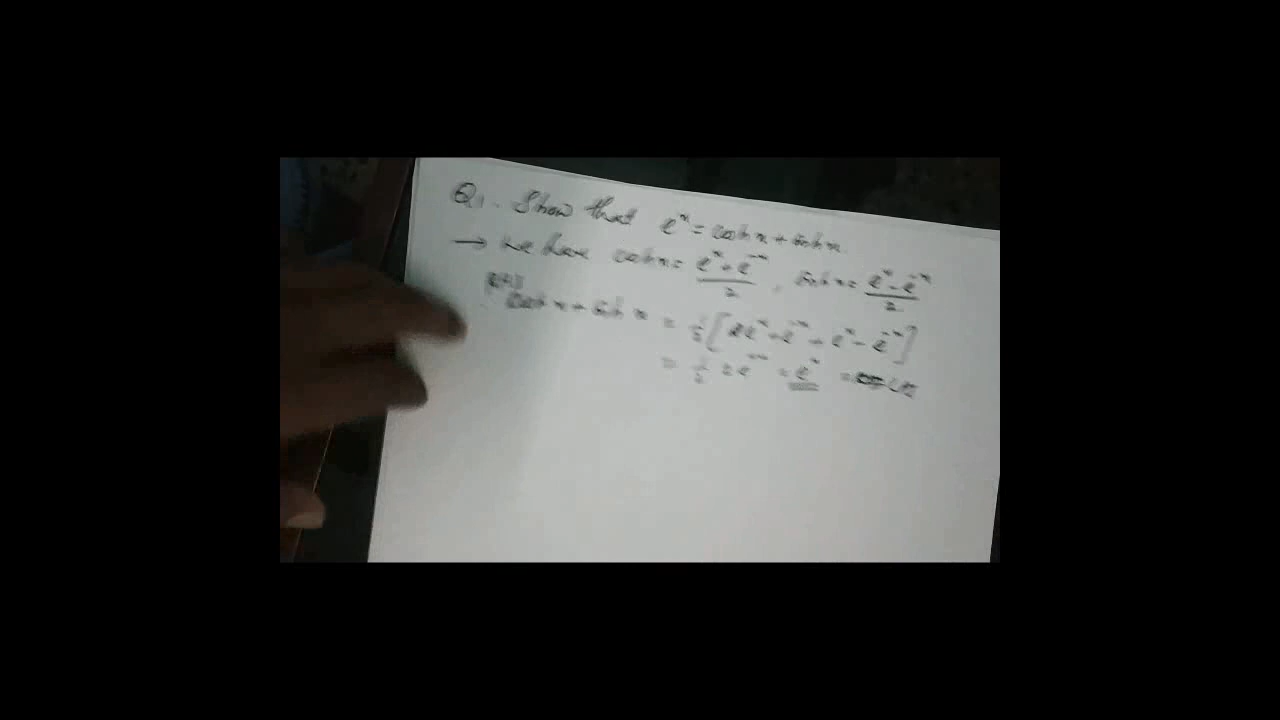 Q1. Show that e^x = cosh x + sinh x
→ we have cosh x = (e^x + e^-x)/2 , sinh x = (e^x - e^-x)/2
cosh x + sinh x = 1/2 [e^x + e^-x + e^x - e^-x]
= 1/2 2e^x = e^x =